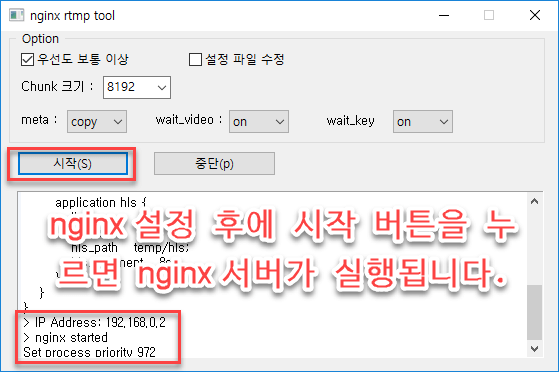 nginx rtmp tool
Option
우선도 보통 이상
설정 파일 수정
Chunk 크기 : 8192
meta : copy wait_video : on wait_key on
시작(S) 중단(p)
application hls {
nginx 설정 후에 시작 버튼을 누
hls_path temp/hls;
르면 nginx 서버가 실행됩니다.
}
}
> IP Address: 192,168,0,2
> nginx started
Set process priority 972